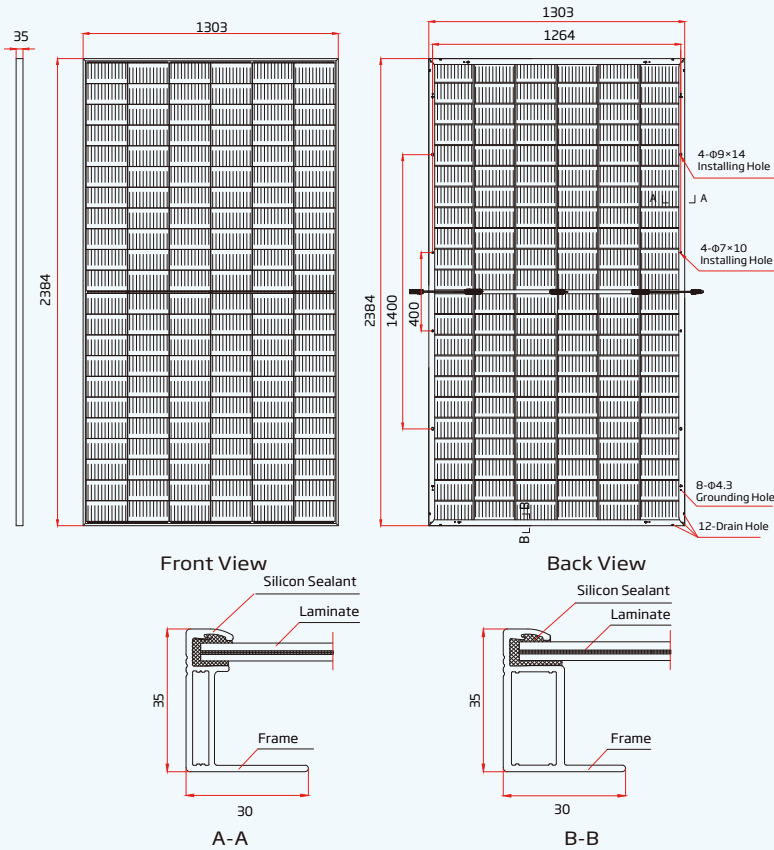 35
1303
2384
Front View
1303
1264
2384
1400
400
4-Φ9×14
Installing Hole
A
A
4-Φ7×10
Installing Hole
8-Φ4.3
Grounding Hole
12-Drain Hole
B
B
Back View
Silicon Sealant
Laminate
35
Frame
30
A-A
Silicon Sealant
Laminate
35
Frame
30
B-B